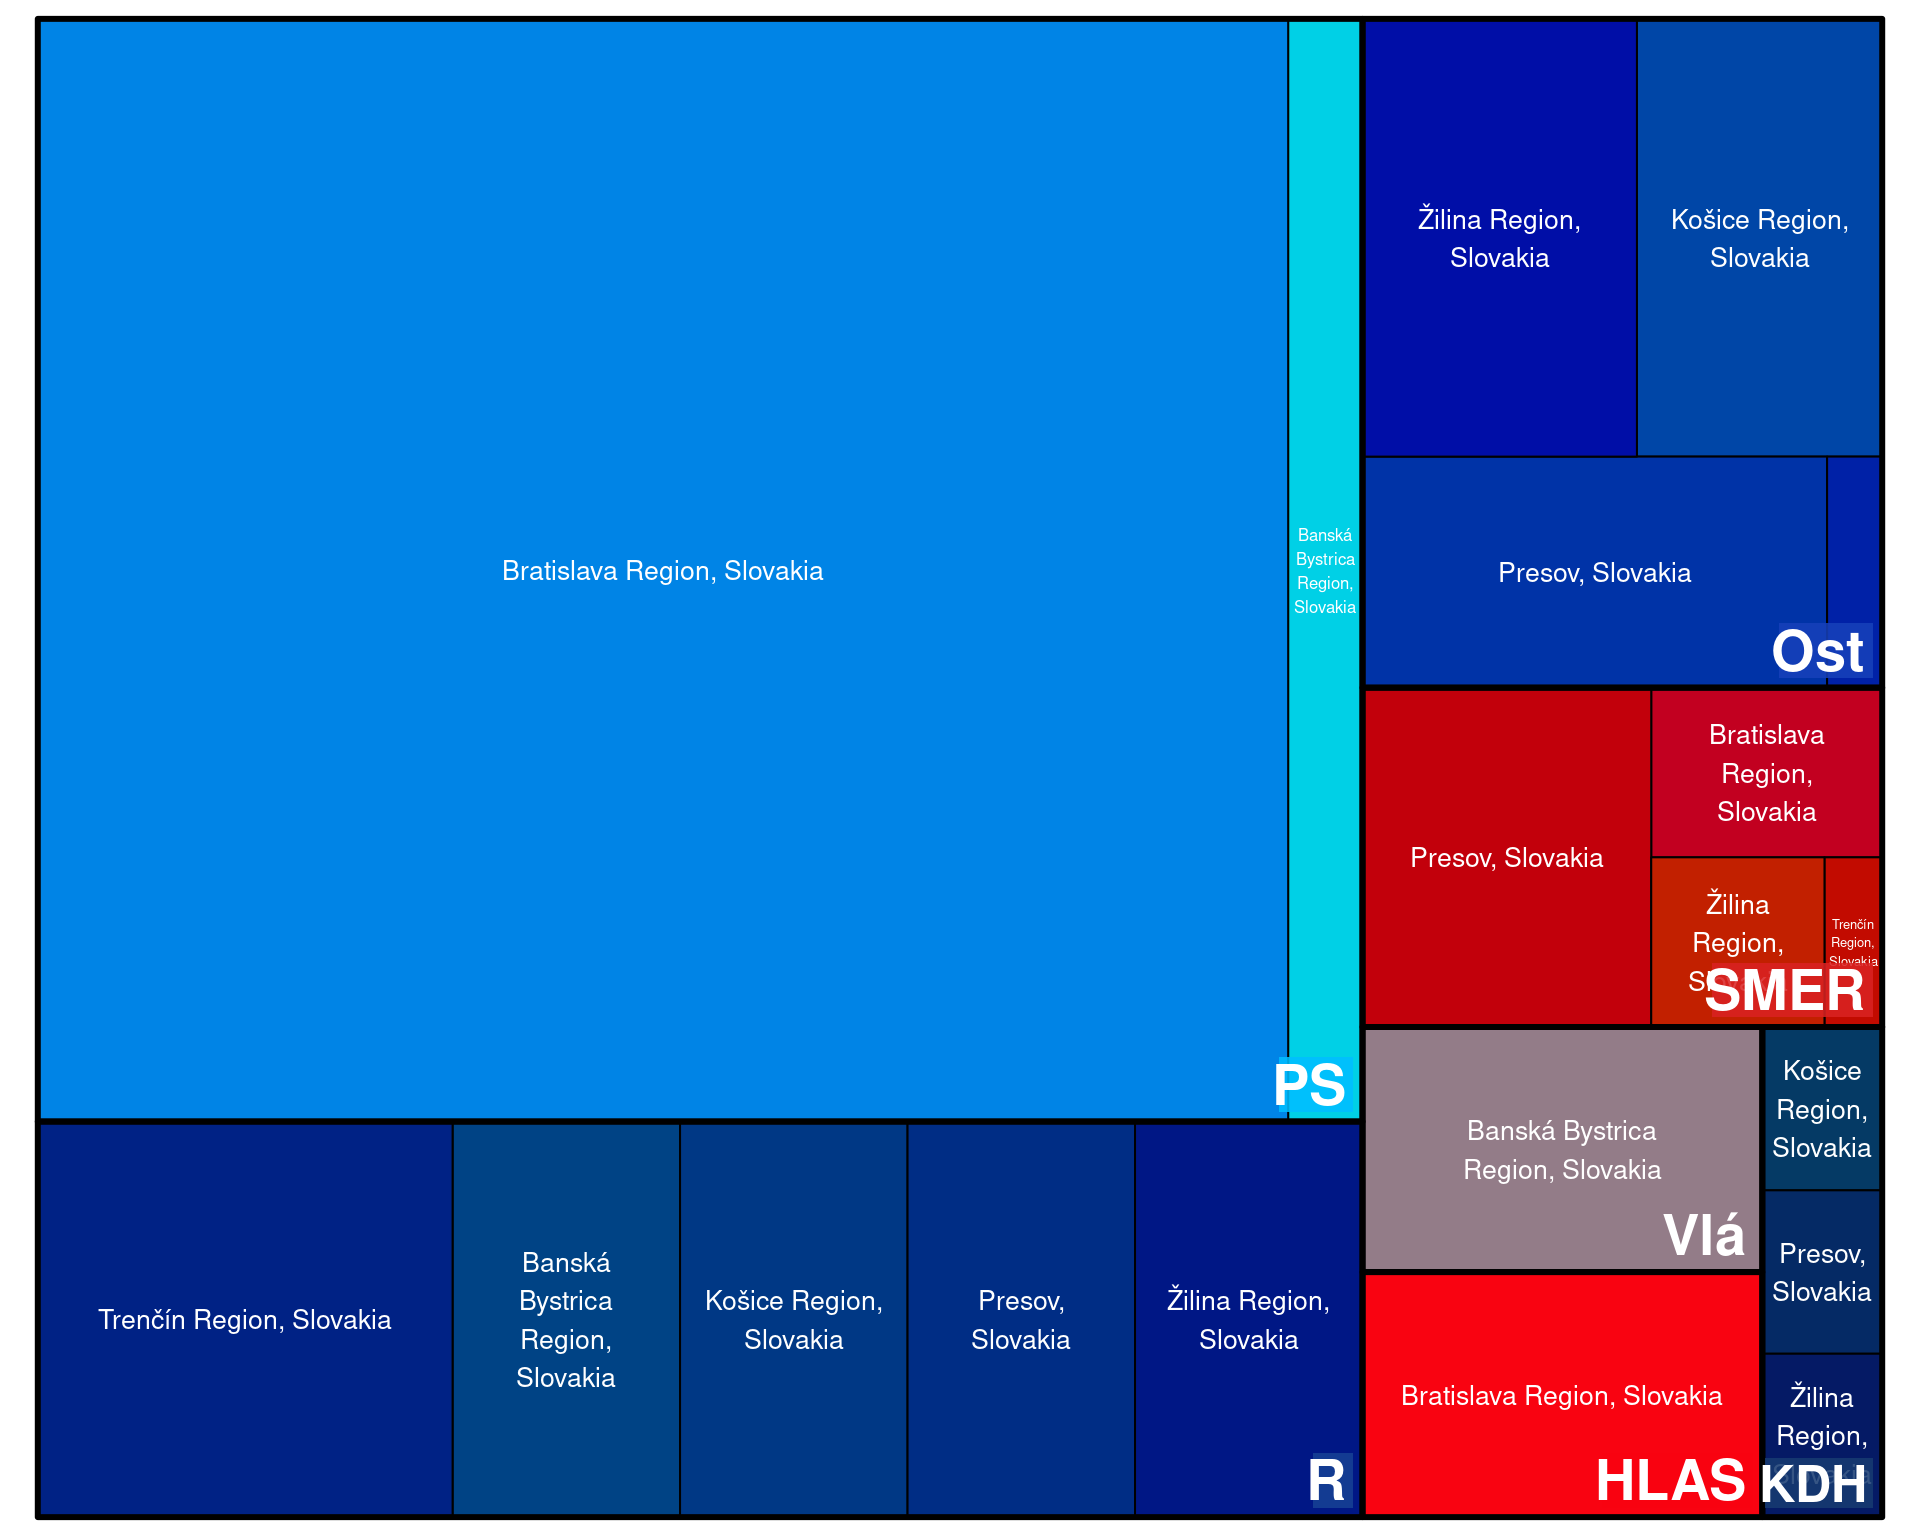 Bratislava Region, Slovakia
Banská
Bystrica
Region,
Slovakia
PS
Žilina Region,
Slovakia
Košice Region,
Slovakia
Presov, Slovakia
Ost
Presov, Slovakia
Bratislava
Region,
Slovakia
Žilina
Region,
Trenčín
Region,
Slovakia
SMER
Trenčín Region, Slovakia
Banská
Bystrica
Region,
Slovakia
Košice Region,
Slovakia
Presov,
Slovakia
Žilina Region,
Slovakia
R
Banská Bystrica
Region, Slovakia
Vlá
Bratislava Region, Slovakia
HLAS
Košice
Region,
Slovakia
Presov,
Slovakia
Žilina
Region,
Slovakia
KDH